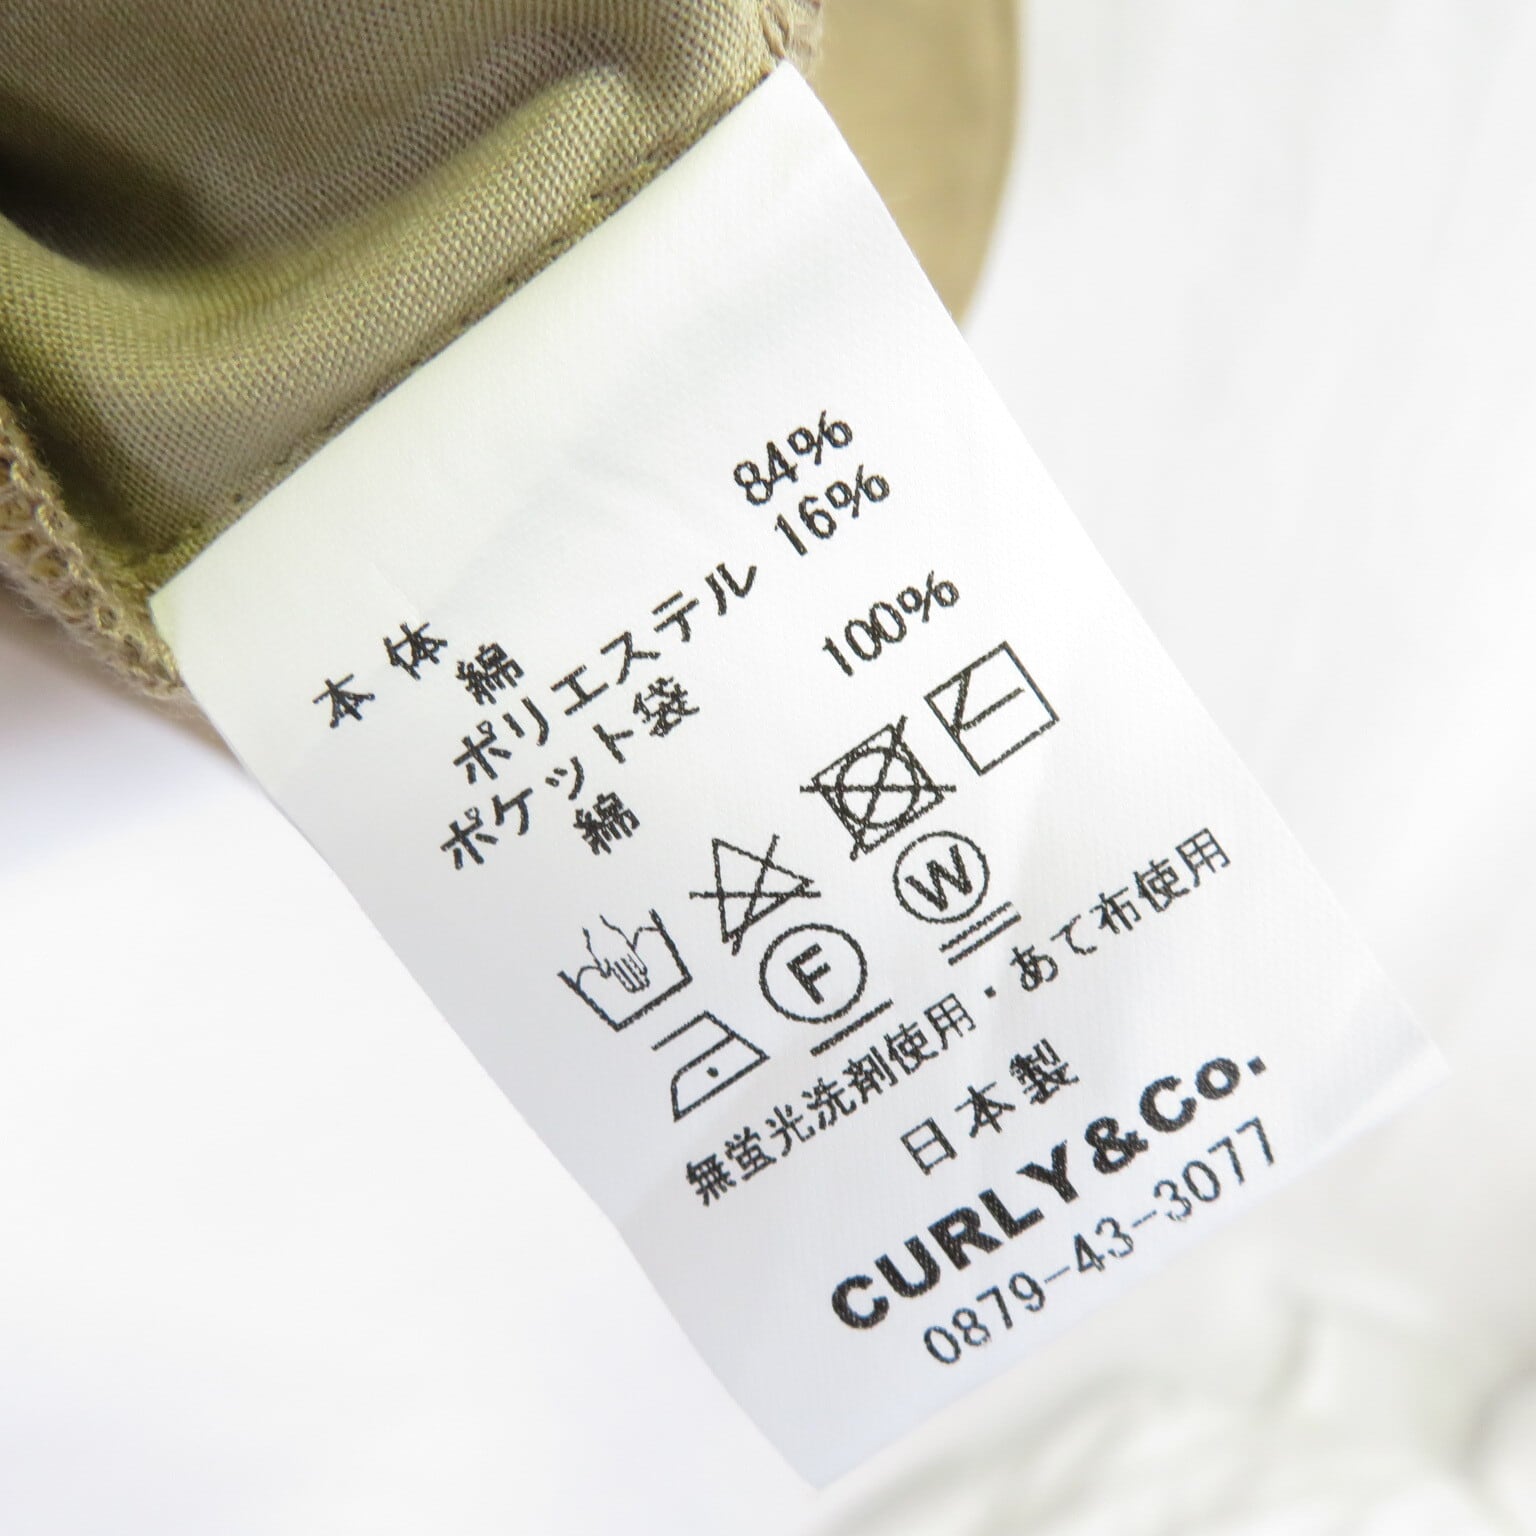 本体
綿 84%
ポリエステル 16%
ポケット袋
綿 100%
F W
無蛍光洗剤使用・あて布使用
日本製
CURLY&Co.
0879-43-3077